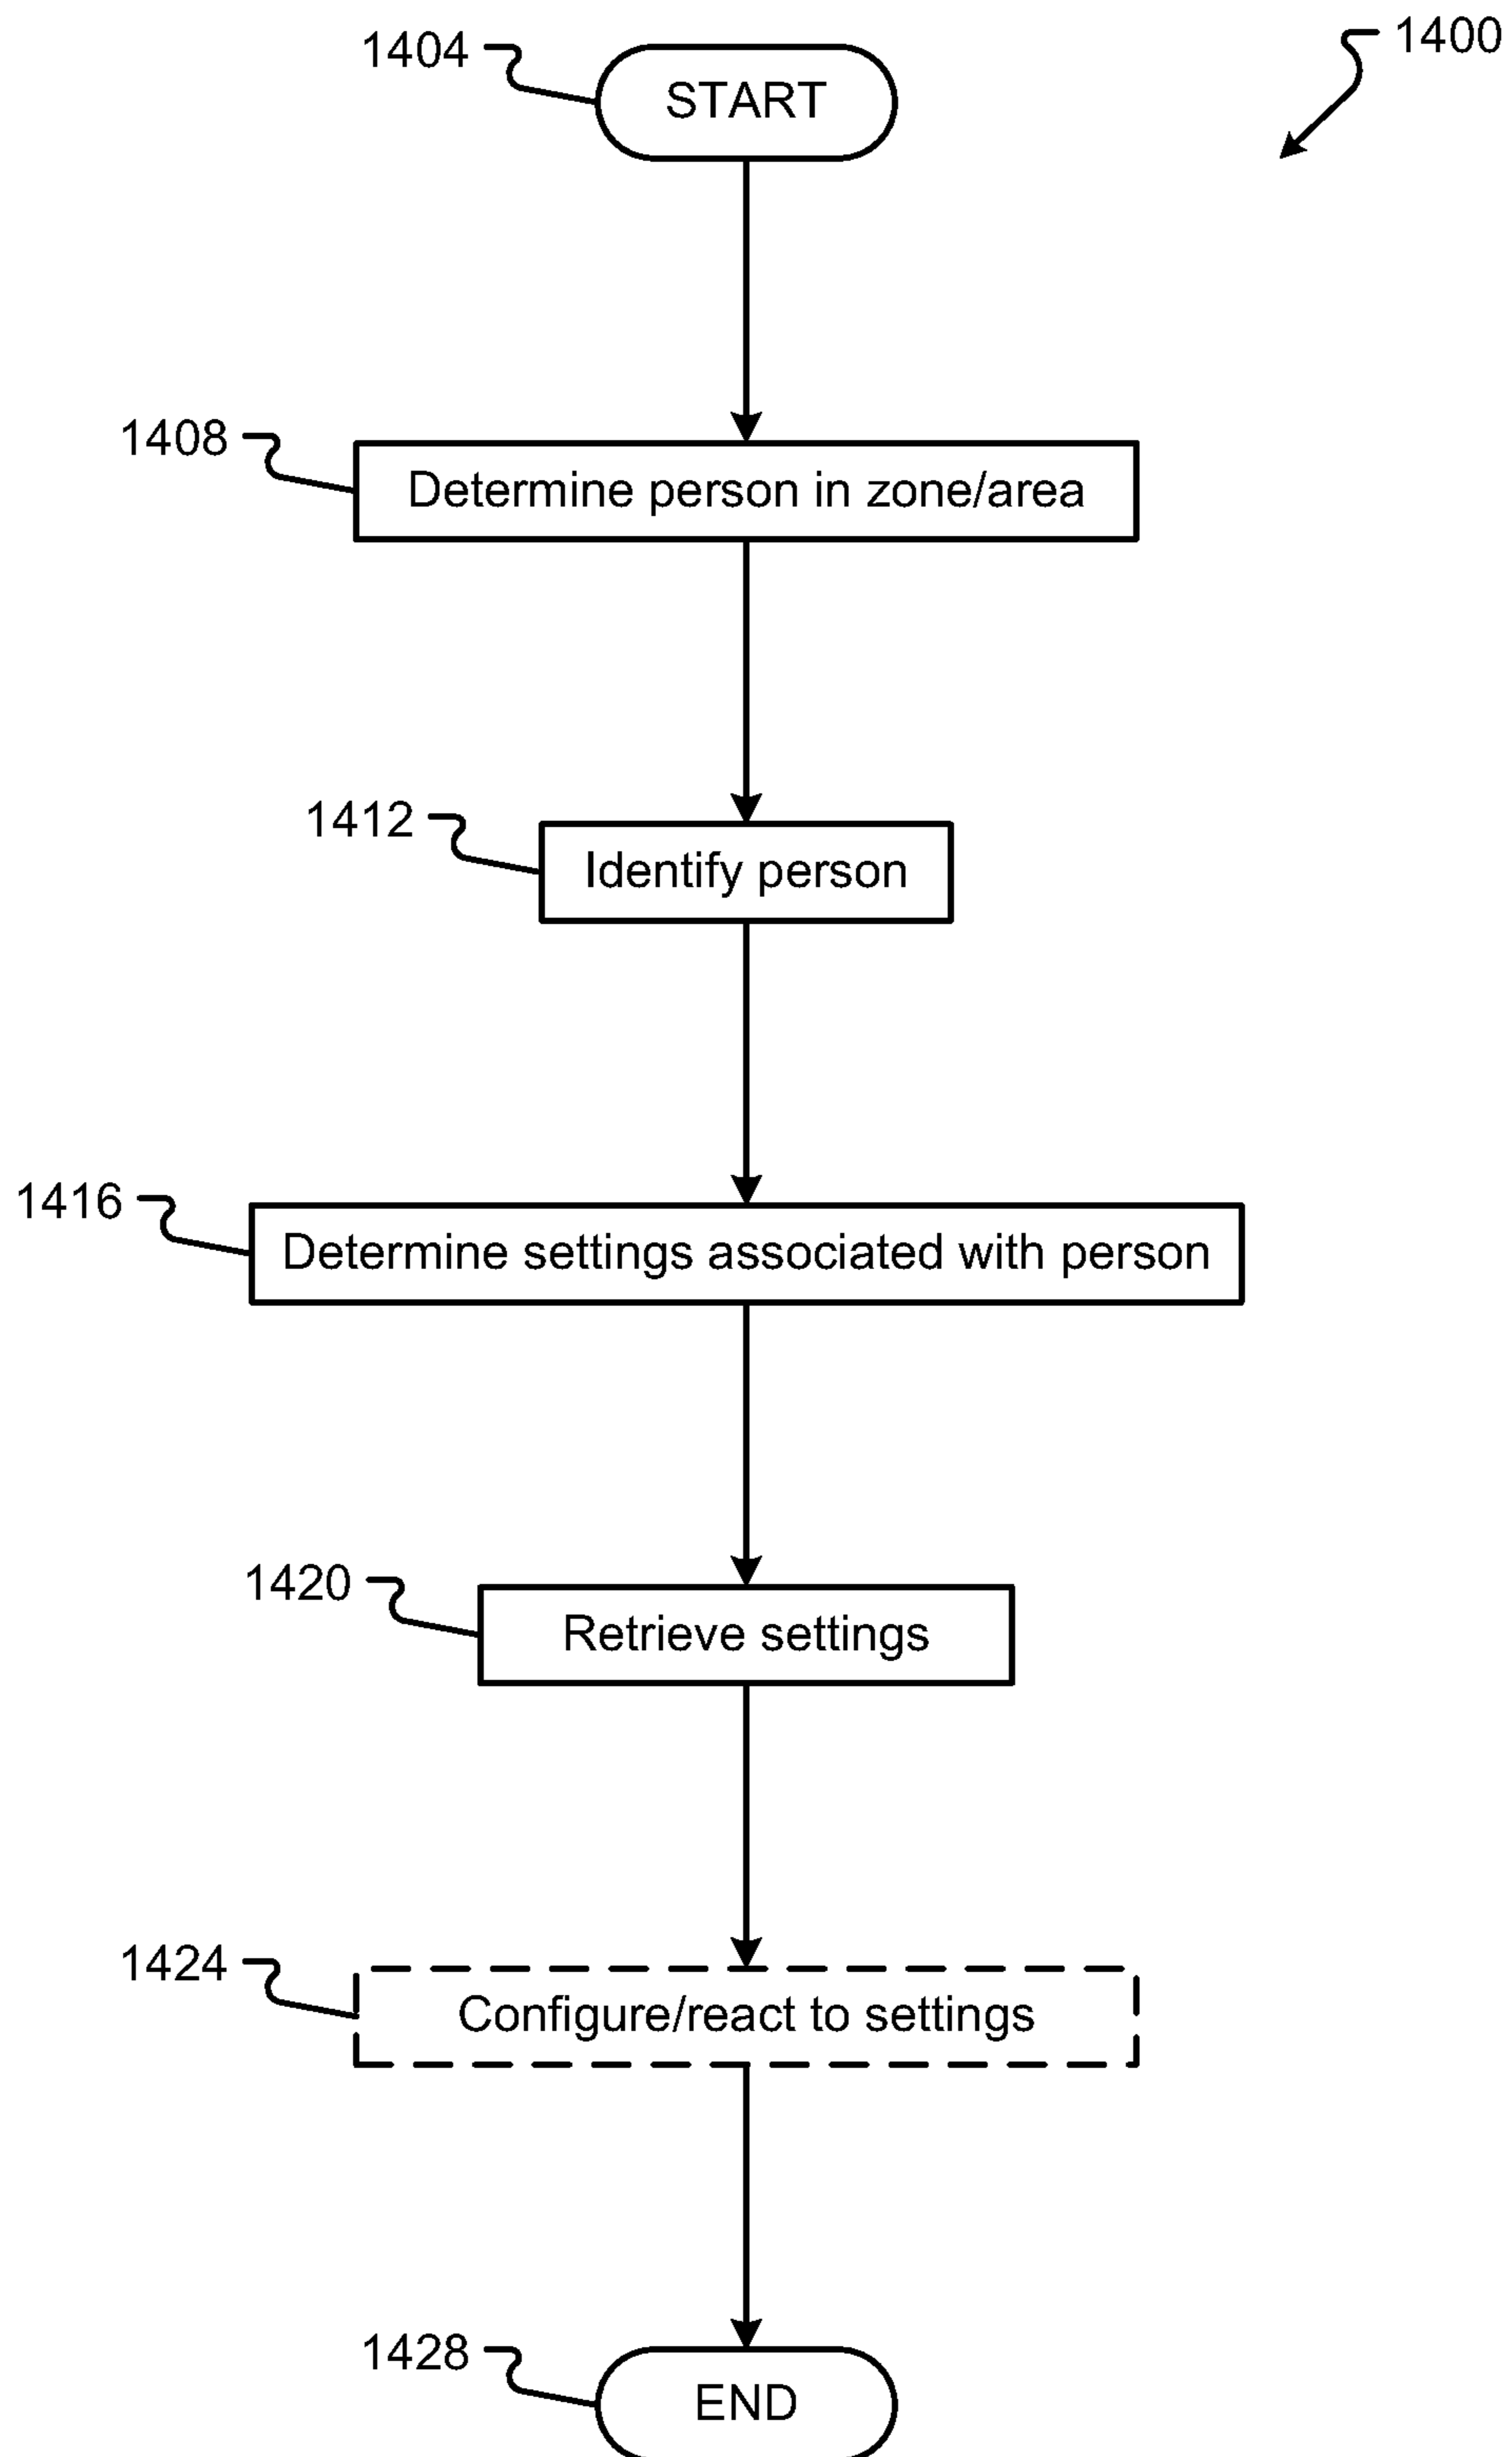 1400
1404
START
1408
Determine person in zone/area
1412
Identify person
1416
Determine settings associated with person
1420
Retrieve settings
1424
Configure/react to settings
1428
END